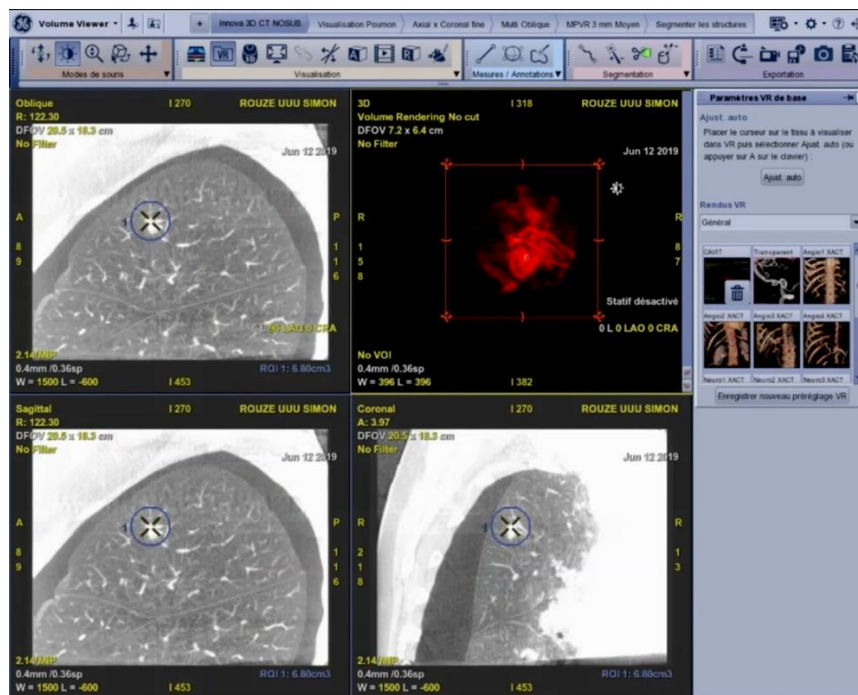 Volume Viewer
Innova 3D CT NOSUB
Visualisation Poumon
Axial x Coronal fine
Multi Oblique
MPVR 3 mm Moyen
Segmenter les structures
Modes de souris
Visualisation
Mesures / Annotations
Segmentation
Exportation
Oblique
I 270
ROUZE UUU SIMON
R: 122.30
DFOV 20.5 x 18.3 cm
No Filter
Jun 12 2019
A
8
9
P
1
1
6
LAO 0 CRA
2.14/MIP
0.4mm /0.36sp
ROI 1: 6.80cm3
W = 1500 L = -600
I 453
3D
I 318
ROUZE UUU SIMON
Volume Rendering No cut
DFOV 7.2 x 6.4 cm
No Filter
Jun 12 2019
R
1
5
8
R
8
7
Statif désactivé
0 L 0 LAO 0 CRA
No VOI
0.4mm /0.36sp
W = 396 L = 396
I 382
Sagittal
I 270
ROUZE UUU SIMON
R: 122.30
DFOV 20.5 x 18.3 cm
No Filter
Jun 12 2019
A
8
9
P
1
1
6
2.14/MIP
0.4mm /0.36sp
ROI 1: 6.80cm3
W = 1500 L = -600
I 453
Coronal
I 270
ROUZE UUU SIMON
A: 3.97
DFOV 20.5 x 18.3 cm
No Filter
Jun 12 2019
R
2
1
8
R
1
3
2.14/MIP
0.4mm /0.36sp
ROI 1: 6.80cm3
W = 1500 L = -600
I 453
Paramètres VR de base
Ajust. auto
Placer le curseur sur le tissu à visualiser
dans VR puis sélectionner Ajust. auto (ou
appuyer sur A sur le clavier) :
Ajust. auto
Rendus VR
Général
CAVIT
Transparent
Angio1 XACT
Angio2 XACT
Angio3 XACT
Angio4 XACT
Neuro1 XACT
Neuro2 XACT
Neuro3 XACT
Enregistrer nouveau préréglage VR